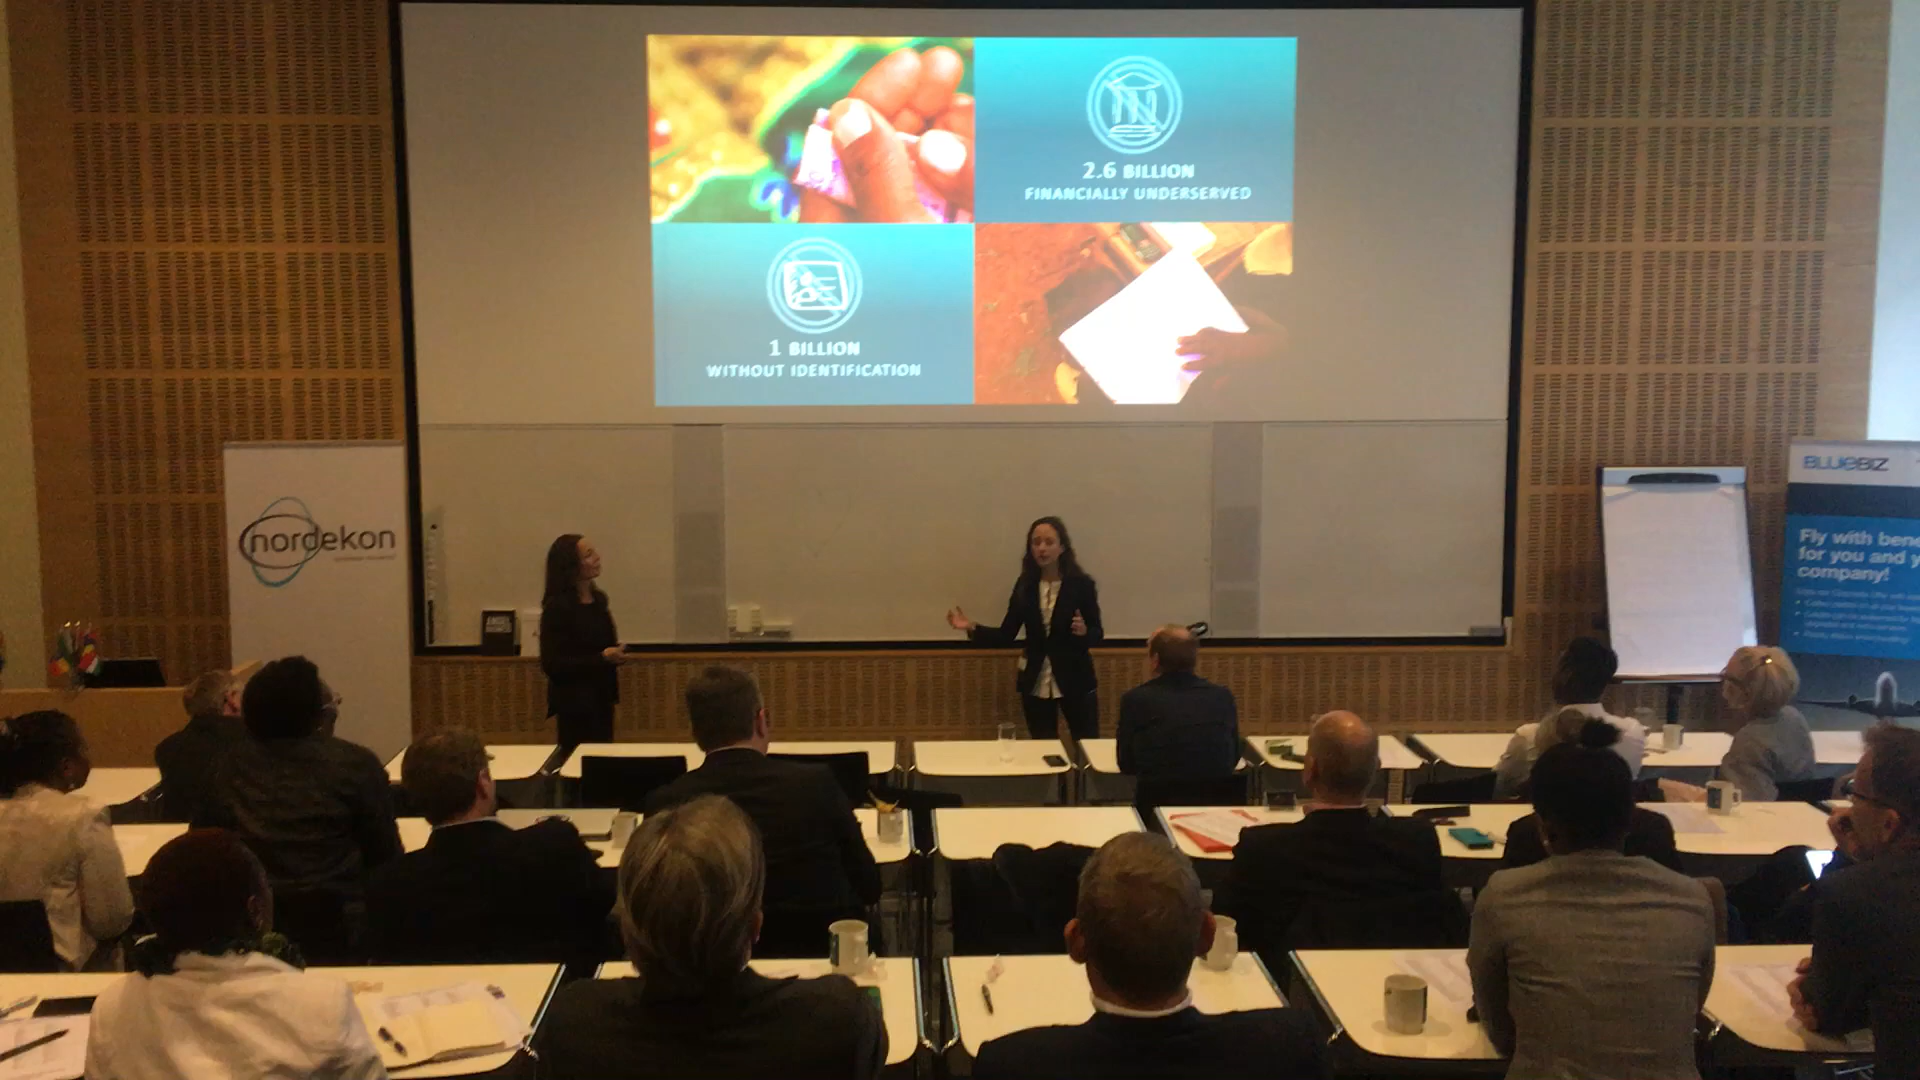 2.6 BILLION
FINANCIALLY UNDERSERVED
1 BILLION
WITHOUT IDENTIFICATION
nordekon
BLUEBIZ
Fly with bene
for you and y
company!